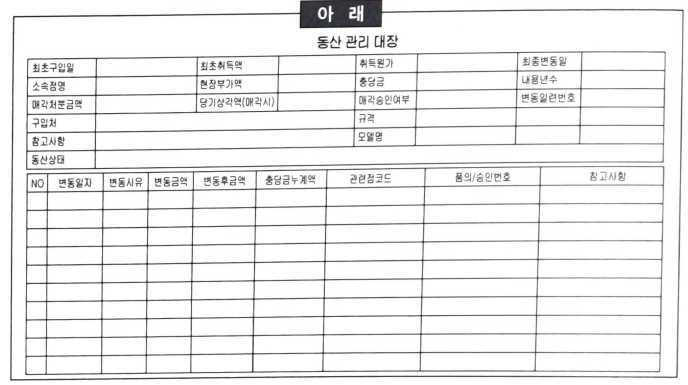 아 래
동산 관리 대장
최초구입일 최초취득액 취득원가 최종변동일
소속점명 현장부가액 충당금 내용년수
매각처분금액 당기상각액(매각시) 매각승인여부 변동일련번호
구입처 규격
참고사항 모델명
동산상태
NO 변동일자 변동사유 변동금액 변동후금액 충당금누계액 관련점코드 품의/승인번호 참고사항